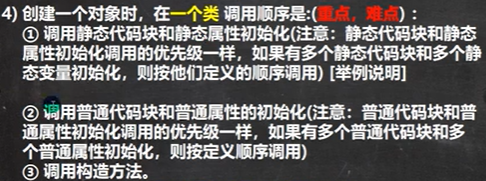 4) 创建一个对象时，在一个类 调用顺序是:(重点，难点)：
① 调用静态代码块和静态属性初始化(注意：静态代码块和静态
属性初始化调用的优先级一样，如果有多个静态代码块和多个静
态变量初始化，则按他们定义的顺序调用) [举例说明]
② 调用普通代码块和普通属性的初始化(注意：普通代码块和普
通属性初始化调用的优先级一样，如果有多个普通代码块和多
个普通属性初始化，则按定义顺序调用)
③ 调用构造方法。